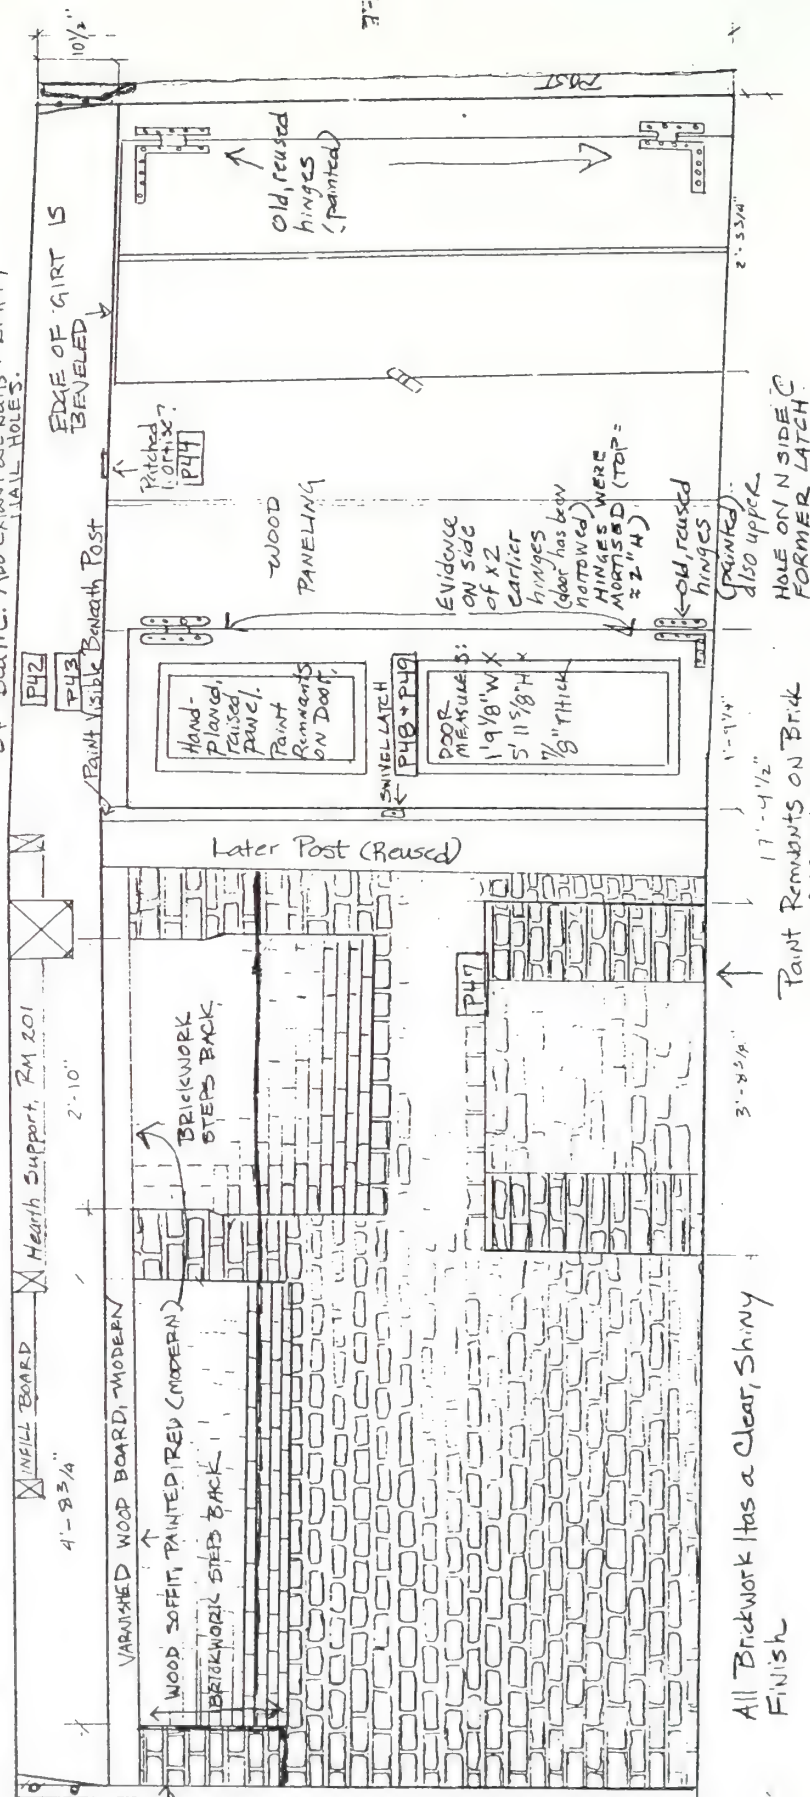 NAIL HOLES.
EDGE OF GIRT IS
BEVELED
10 1/2"
POST
Old, reused
hinges
(painted)
2'-3 3/4"
Patched
P44
WOOD
PANELING
Evidence
ON side
of x2
earlier
hinges
(door has been
narrowed)
HINGES WERE
MORTISED (TOP =
≈ 2" H)
old, reused
hinges
(painted)
also upper
HOLE ON N SIDE
FORMER LATCH
P42
P43
Paint Visible Beneath Post
Hand-
planed,
raised
panel.
Paint
Remnants
on Door.
SWIVEL LATCH
P48 + P49
DOOR
MEASURES:
1' 9 7/8" W X
5' 11 5/8" H X
7/8" THICK
1'-9 1/4"
17'-4 1/2"
Paint Remnants on Brick
Later Post (Reused)
P47
Hearth Support, RM 201
2'-10"
BRICKWORK
STEPS BACK
INFILL BOARD
4'-8 3/4"
VARNISHED WOOD BOARD, MODERN
WOOD SOFFIT, PAINTED RED (MODERN)
BRICKWORK STEPS BACK
All Brickwork Has a Clear, Shiny
Finish